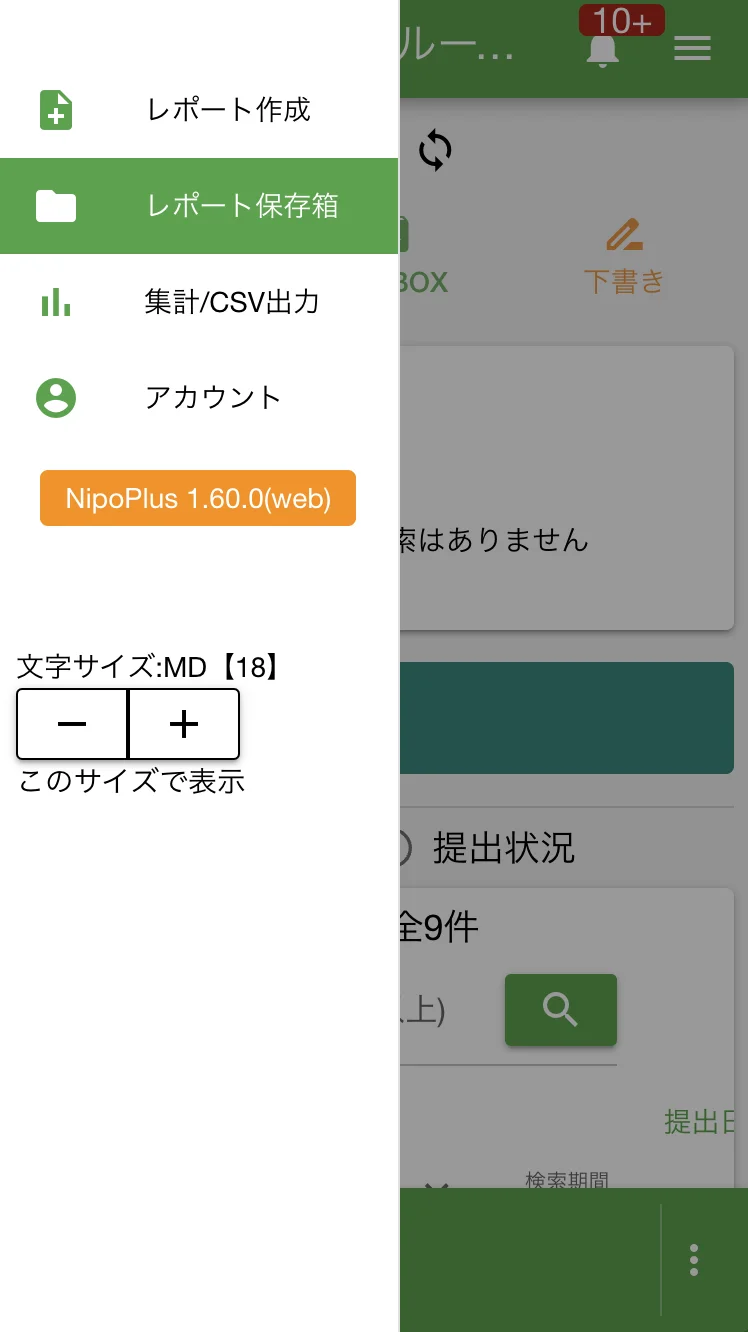 ルー…
10+
レポート作成
レポート保存箱
BOX
下書き
集計/CSV出力
アカウント
NipoPlus 1.60.0(web)
索はありません
文字サイズ:MD【18】
このサイズで表示
提出状況
全9件
上)
提出日
検索期間